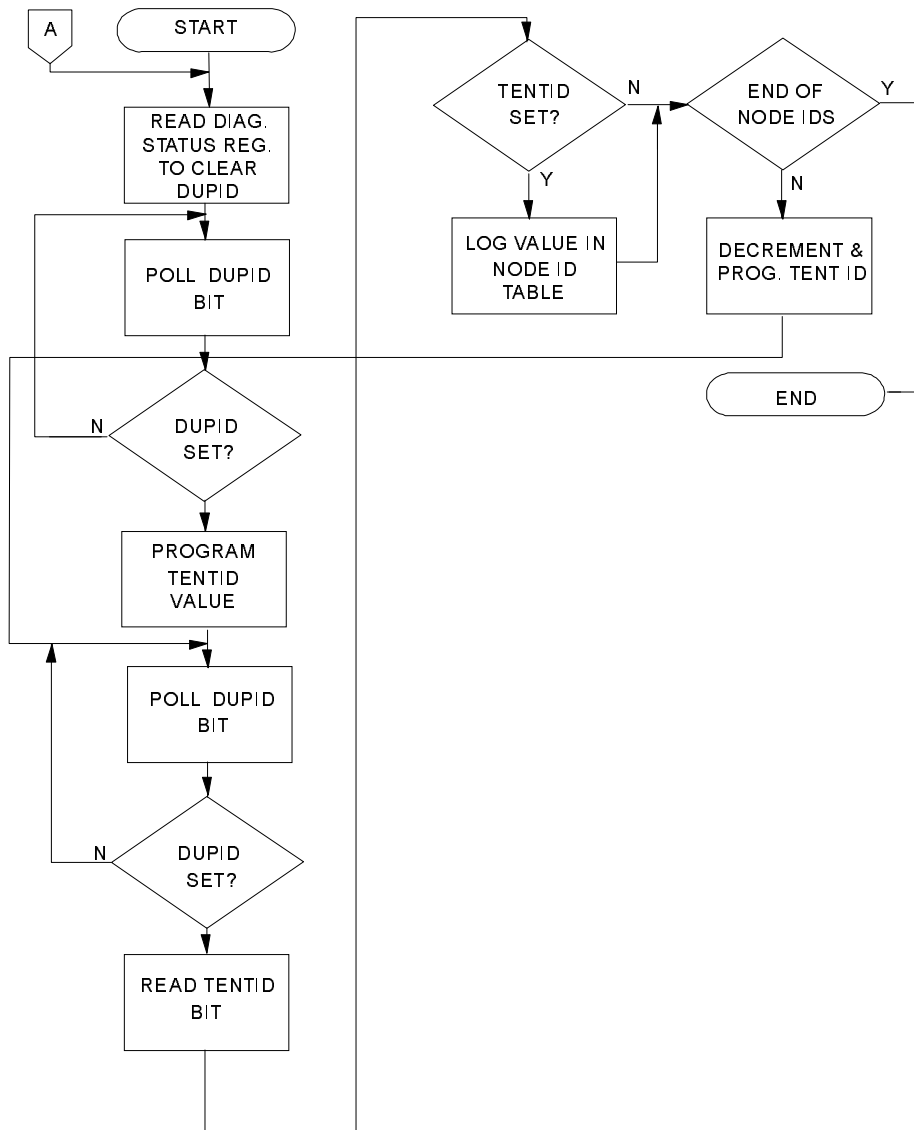 A
START
READ DIAG.
STATUS REG.
TO CLEAR
DUPID
POLL DUPID
BIT
N
DUPID
SET?
PROGRAM
TENTID
VALUE
POLL DUPID
BIT
N
DUPID
SET?
READ TENTID
BIT
TENTID
SET?
N
Y
LOG VALUE IN
NODE ID
TABLE
END OF
NODE IDS
Y
N
DECREMENT &
PROG. TENT ID
END